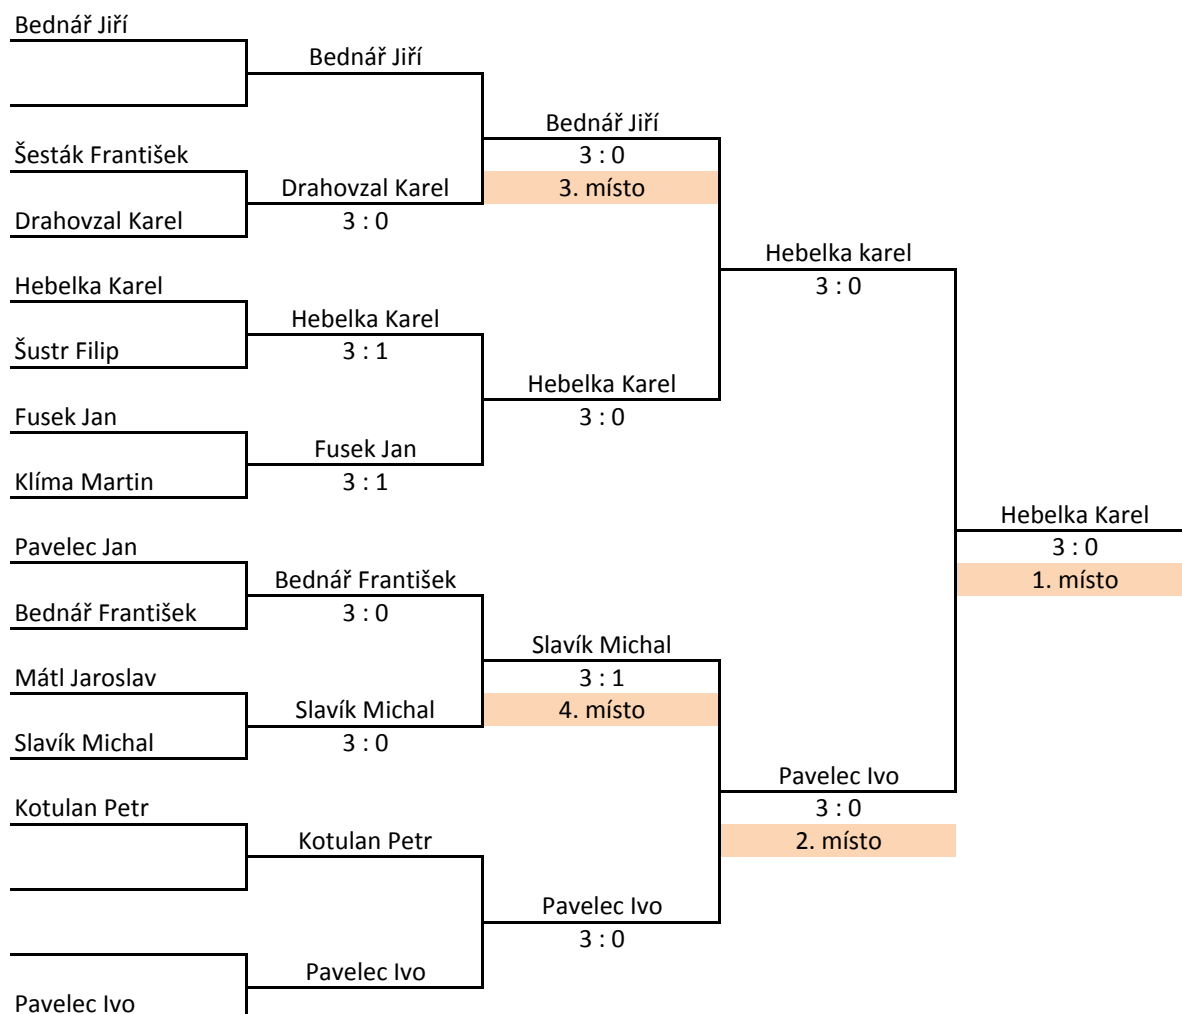 Bednář Jiří
Bednář Jiří
Bednář Jiří
Šesták František
3 : 0
Drahovzal Karel
3. místo
Drahovzal Karel
3 : 0
Hebelka karel
Hebelka Karel
3 : 0
Hebelka Karel
Šustr Filip
3 : 1
Hebelka Karel
Fusek Jan
3 : 0
Fusek Jan
Klíma Martin
3 : 1
Hebelka Karel
Pavelec Jan
3 : 0
Bednář František
1. místo
Bednář František
3 : 0
Slavík Michal
Mátl Jaroslav
3 : 1
Slavík Michal
4. místo
Slavík Michal
3 : 0
Pavelec Ivo
Kotulan Petr
3 : 0
Kotulan Petr
2. místo
Pavelec Ivo
3 : 0
Pavelec Ivo
Pavelec Ivo